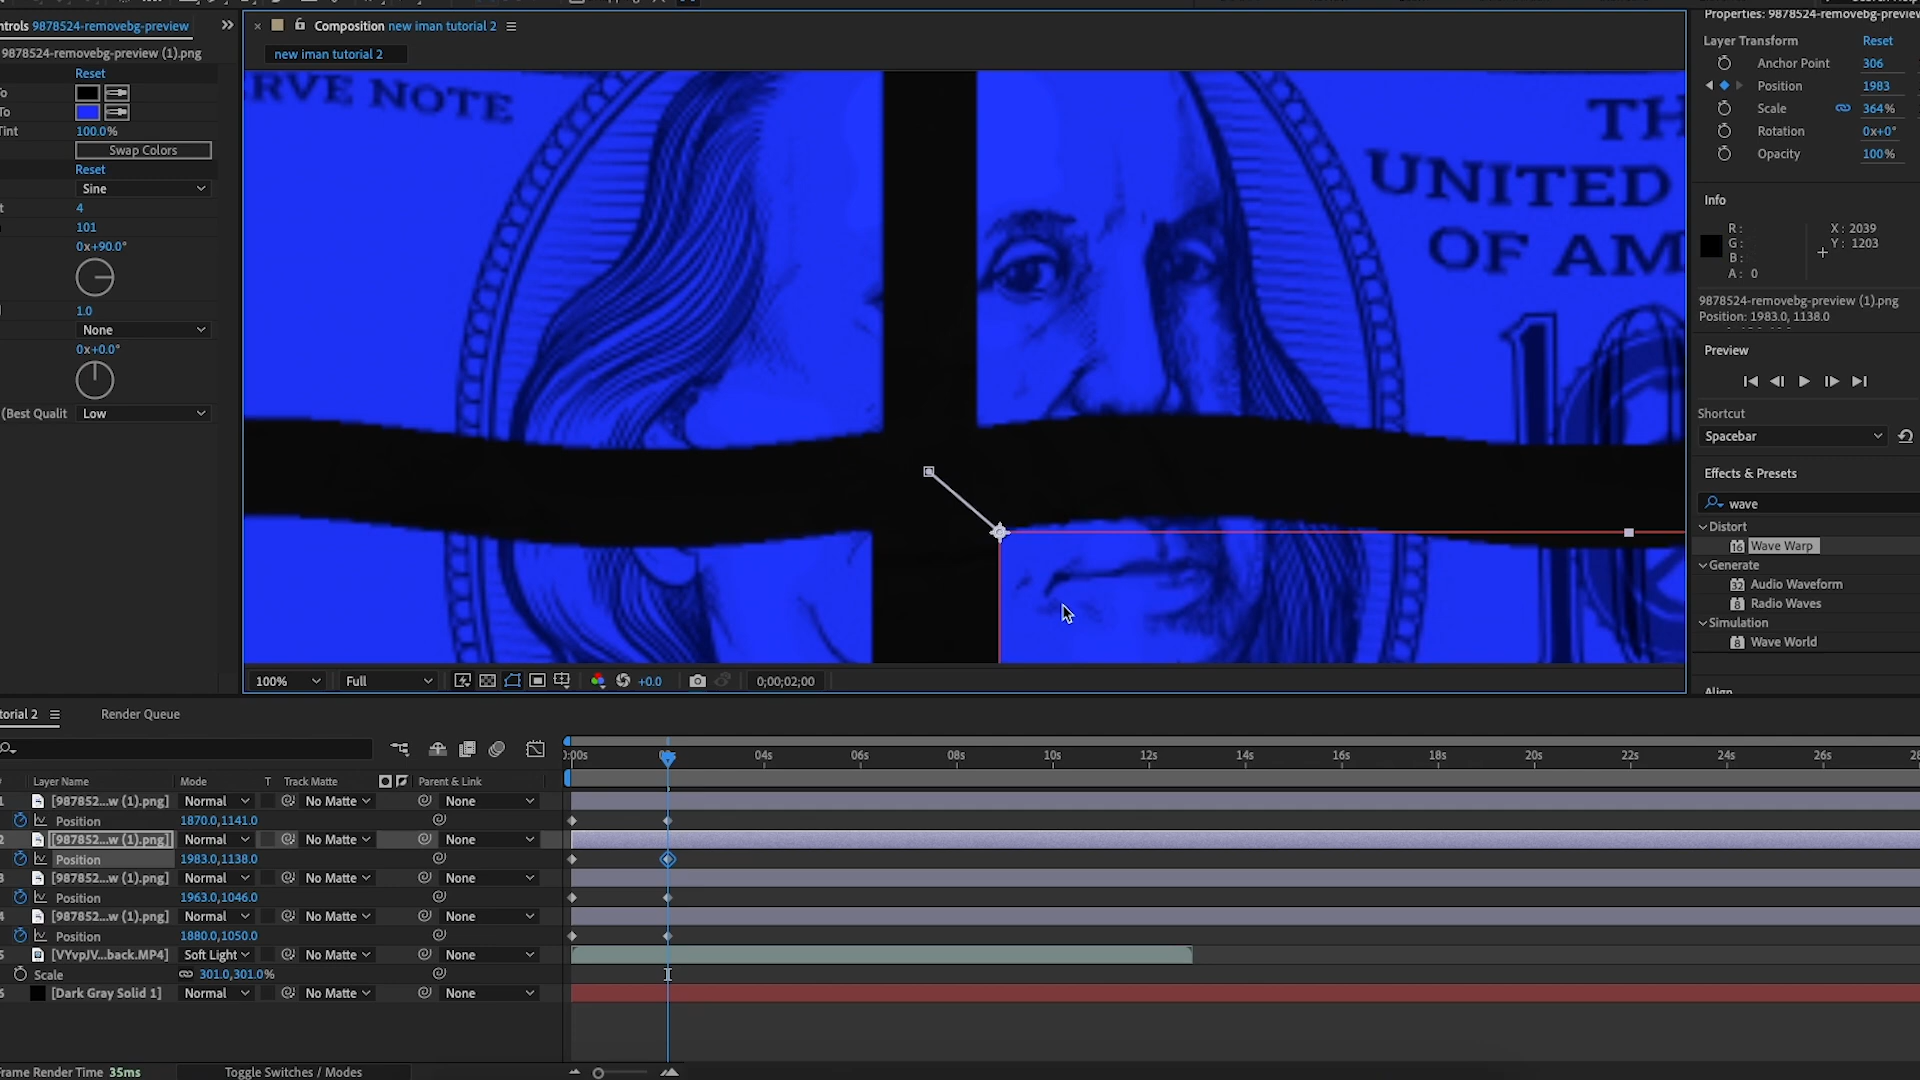 ntrols 9878524-removebg-preview
9878524-removebg-preview (1).png
Reset
To
To
Tint
100.0%
Swap Colors
Reset
Sine
4
101
0x+90.0°
1.0
None
0x+0.0°
(Best Qualit
Low
Composition new iman tutorial 2
new iman tutorial 2
RVE NOTE
TH
UNITED
OF AM
100%
Full
+0.0
0;00;02;00
Properties: 9878524-removebg-preview
Layer Transform
Reset
Anchor Point
306
Position
1983
Scale
364%
Rotation
0x+0°
Opacity
100%
Info
R :
G :
B :
A : 0
X : 2039
Y : 1203
9878524-removebg-preview (1).png
Position: 1983.0, 1138.0
Preview
Shortcut
Spacebar
Effects & Presets
wave
Distort
Wave Warp
Generate
Audio Waveform
Radio Waves
Simulation
Wave World
Align
torial 2
Render Queue
:00s 04s 06s 08s 10s 12s 14s 16s 18s 20s 22s 24s 26s
Layer Name
Mode
T
Track Matte
Parent & Link
1 [987852...w (1).png] Normal No Matte None
Position 1870.0,1141.0
2 [987852...w (1).png] Normal No Matte None
Position 1983.0,1138.0
3 [987852...w (1).png] Normal No Matte None
Position 1963.0,1046.0
4 [987852...w (1).png] Normal No Matte None
Position 1880.0,1050.0
5 [VYvpJV...back.MP4] Soft Light No Matte None
Scale 301.0,301.0%
6 [Dark Gray Solid 1] Normal No Matte None
Frame Render Time 35ms
Toggle Switches / Modes